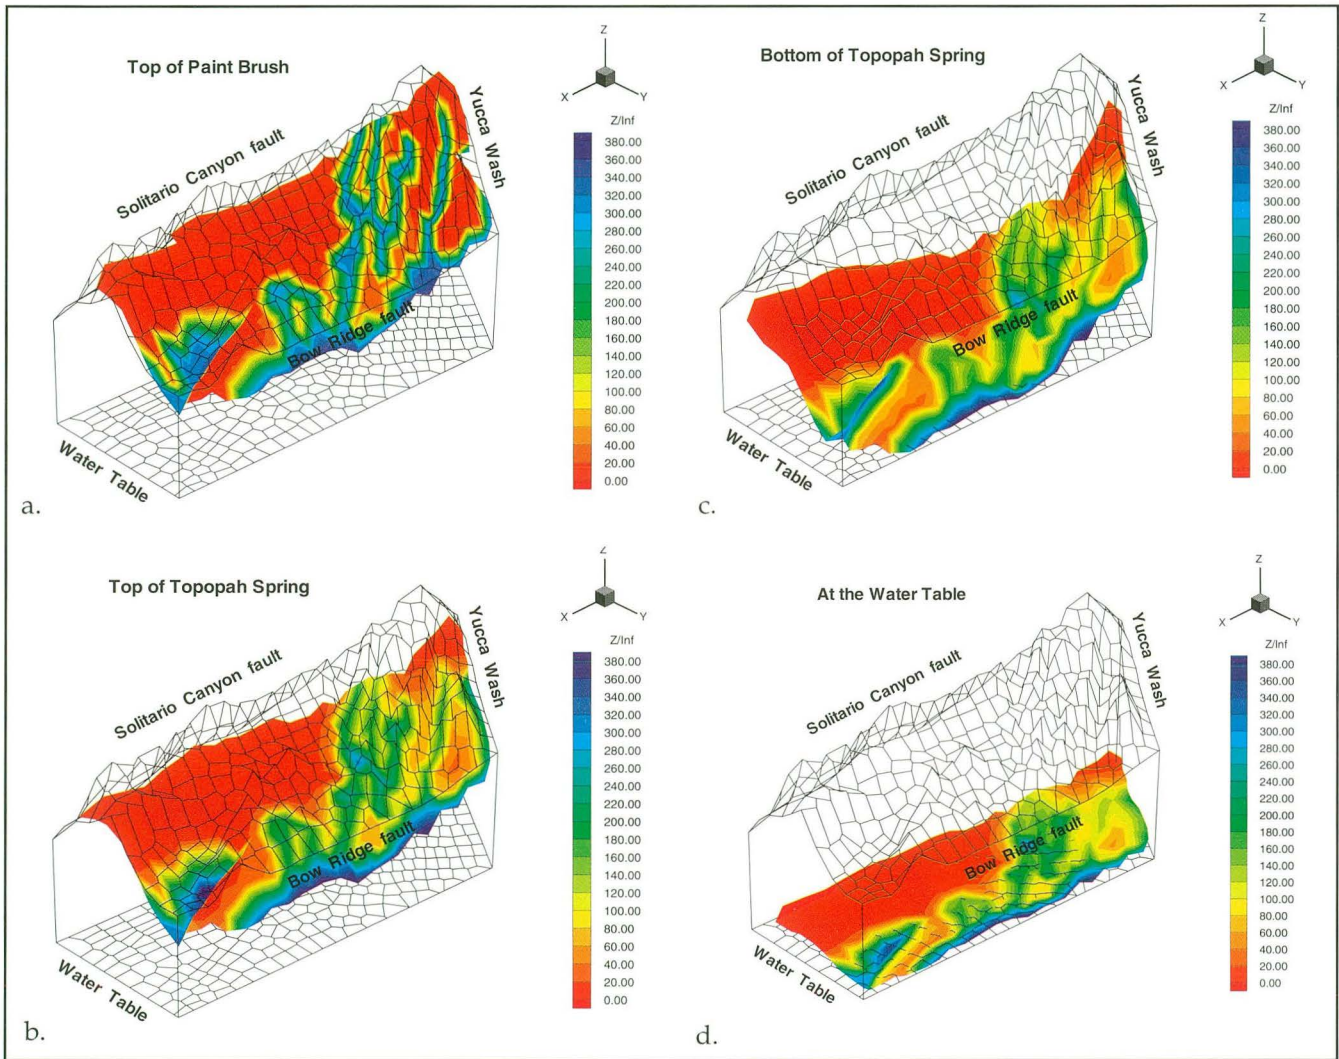 Top of Paint Brush
Z
X
Y
Solitario Canyon fault
Yucca Wash
Bow Ridge fault
Water Table
Z/Inf
380.00
360.00
340.00
320.00
300.00
280.00
260.00
240.00
220.00
200.00
180.00
160.00
140.00
120.00
100.00
80.00
60.00
40.00
20.00
0.00
a.
Bottom of Topopah Spring
Z
X
Y
Solitario Canyon fault
Yucca Wash
Bow Ridge fault
Water Table
Z/Inf
380.00
360.00
340.00
320.00
300.00
280.00
260.00
240.00
220.00
200.00
180.00
160.00
140.00
120.00
100.00
80.00
60.00
40.00
20.00
0.00
c.
Top of Topopah Spring
Z
X
Y
Solitario Canyon fault
Yucca Wash
Bow Ridge fault
Water Table
Z/Inf
380.00
360.00
340.00
320.00
300.00
280.00
260.00
240.00
220.00
200.00
180.00
160.00
140.00
120.00
100.00
80.00
60.00
40.00
20.00
0.00
b.
At the Water Table
Z
X
Y
Solitario Canyon fault
Yucca Wash
Bow Ridge fault
Water Table
Z/Inf
380.00
360.00
340.00
320.00
300.00
280.00
260.00
240.00
220.00
200.00
180.00
160.00
140.00
120.00
100.00
80.00
60.00
40.00
20.00
0.00
d.